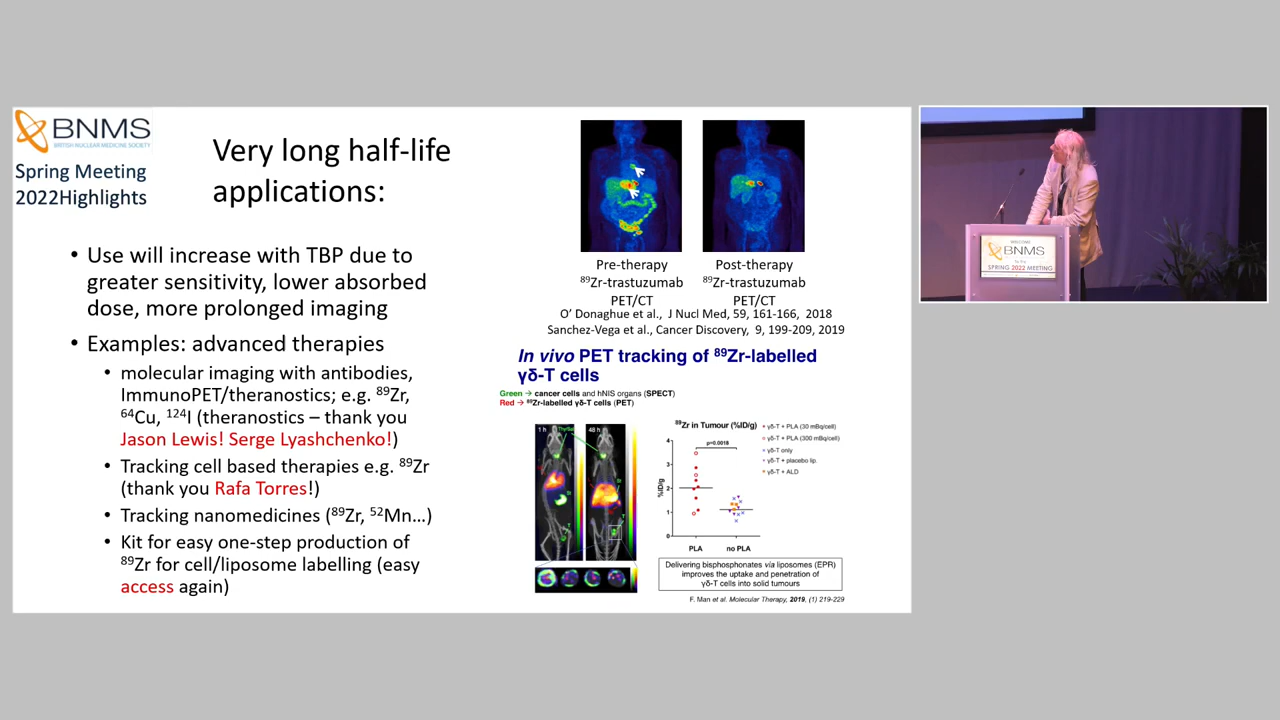 BNMS
BRITISH NUCLEAR MEDICINE SOCIETY
Spring Meeting
2022Highlights
Very long half-life
applications:
• Use will increase with TBP due to
greater sensitivity, lower absorbed
dose, more prolonged imaging
• Examples: advanced therapies
• molecular imaging with antibodies,
ImmunoPET/theranostics; e.g. ⁸⁹Zr,
⁶⁴Cu, ¹²⁴I (theranostics – thank you
Jason Lewis! Serge Lyashchenko!)
• Tracking cell based therapies e.g. ⁸⁹Zr
(thank you Rafa Torres!)
• Tracking nanomedicines (⁸⁹Zr, ⁵²Mn…)
• Kit for easy one-step production of
⁸⁹Zr for cell/liposome labelling (easy
access again)
Pre-therapy
⁸⁹Zr-trastuzumab
PET/CT
Post-therapy
⁸⁹Zr-trastuzumab
PET/CT
O’ Donaghue et al., J Nucl Med, 59, 161-166, 2018
Sanchez-Vega et al., Cancer Discovery, 9, 199-209, 2019
In vivo PET tracking of ⁸⁹Zr-labelled
γδ-T cells
Green → cancer cells and hNIS organs (SPECT)
Red → ⁸⁹Zr-labelled γδ-T cells (PET)
1 h
48 h
⁸⁹Zr in Tumour (%ID/g)
p=0.0018
%ID/g
4
3
2
1
0
PLA
no PLA
γδ-T + PLA (30 mBq/cell)
γδ-T + PLA (300 mBq/cell)
γδ-T only
γδ-T + placebo lip.
γδ-T + ALD
Delivering bisphosphonates via liposomes (EPR)
improves the uptake and penetration of
γδ-T cells into solid tumours
F. Man et al. Molecular Therapy, 2019, (1) 219-229
WELCOME
BNMS
to the
SPRING 2022 MEETING